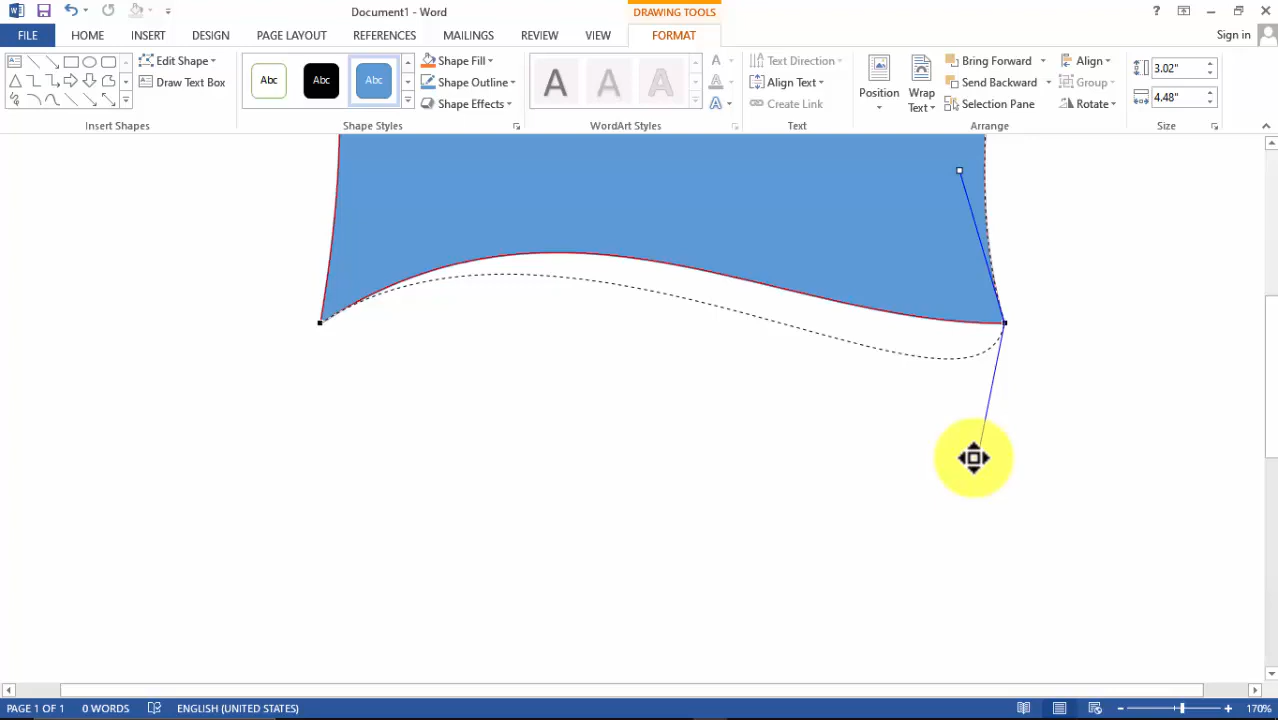 Document1 - Word
DRAWING TOOLS
?
FILE HOME INSERT DESIGN PAGE LAYOUT REFERENCES MAILINGS REVIEW VIEW FORMAT Sign in
Edit Shape
Draw Text Box
Insert Shapes
Abc Abc Abc
Shape Fill
Shape Outline
Shape Effects
Shape Styles
A A A
WordArt Styles
Text Direction
Align Text
Create Link
Text
Position
Wrap
Text
Bring Forward
Send Backward
Selection Pane
Align
Group
Rotate
Arrange
3.02"
4.48"
Size
PAGE 1 OF 1 0 WORDS ENGLISH (UNITED STATES) 170%